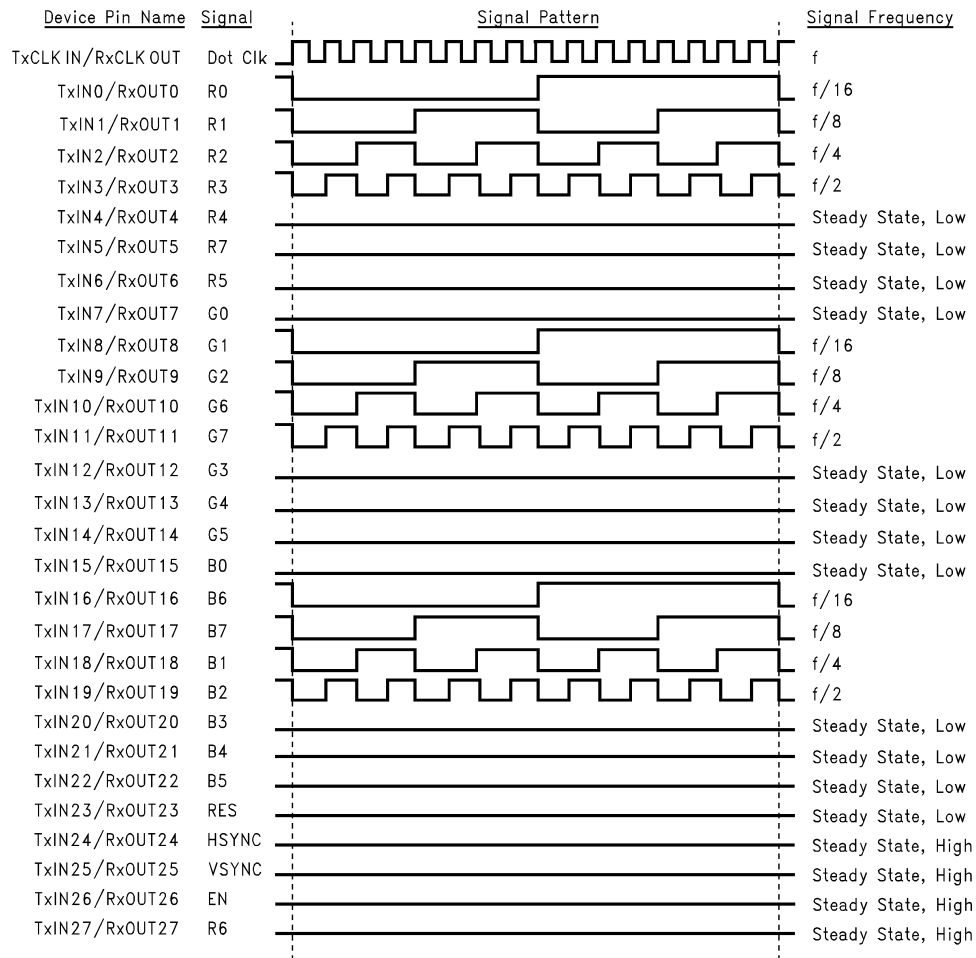 Device Pin Name Signal Signal Pattern Signal Frequency
TxCLK IN/RxCLK OUT Dot Clk f
TxIN0/RxOUT0 R0 f/16
TxIN1/RxOUT1 R1 f/8
TxIN2/RxOUT2 R2 f/4
TxIN3/RxOUT3 R3 f/2
TxIN4/RxOUT4 R4 Steady State, Low
TxIN5/RxOUT5 R7 Steady State, Low
TxIN6/RxOUT6 R5 Steady State, Low
TxIN7/RxOUT7 G0 Steady State, Low
TxIN8/RxOUT8 G1 f/16
TxIN9/RxOUT9 G2 f/8
TxIN10/RxOUT10 G6 f/4
TxIN11/RxOUT11 G7 f/2
TxIN12/RxOUT12 G3 Steady State, Low
TxIN13/RxOUT13 G4 Steady State, Low
TxIN14/RxOUT14 G5 Steady State, Low
TxIN15/RxOUT15 B0 Steady State, Low
TxIN16/RxOUT16 B6 f/16
TxIN17/RxOUT17 B7 f/8
TxIN18/RxOUT18 B1 f/4
TxIN19/RxOUT19 B2 f/2
TxIN20/RxOUT20 B3 Steady State, Low
TxIN21/RxOUT21 B4 Steady State, Low
TxIN22/RxOUT22 B5 Steady State, Low
TxIN23/RxOUT23 RES Steady State, Low
TxIN24/RxOUT24 HSYNC Steady State, High
TxIN25/RxOUT25 VSYNC Steady State, High
TxIN26/RxOUT26 EN Steady State, High
TxIN27/RxOUT27 R6 Steady State, High